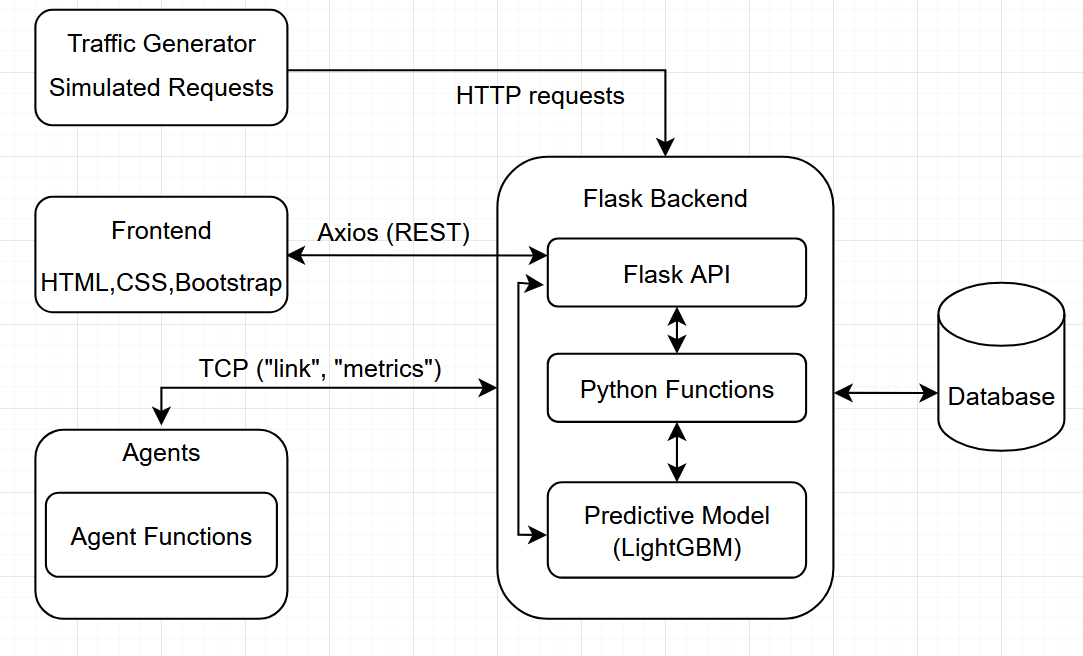 Traffic Generator
Simulated Requests
HTTP requests
Flask Backend
Frontend
HTML,CSS,Bootstrap
Axios (REST)
Flask API
TCP ("link", "metrics")
Python Functions
Database
Agents
Agent Functions
Predictive Model
(LightGBM)